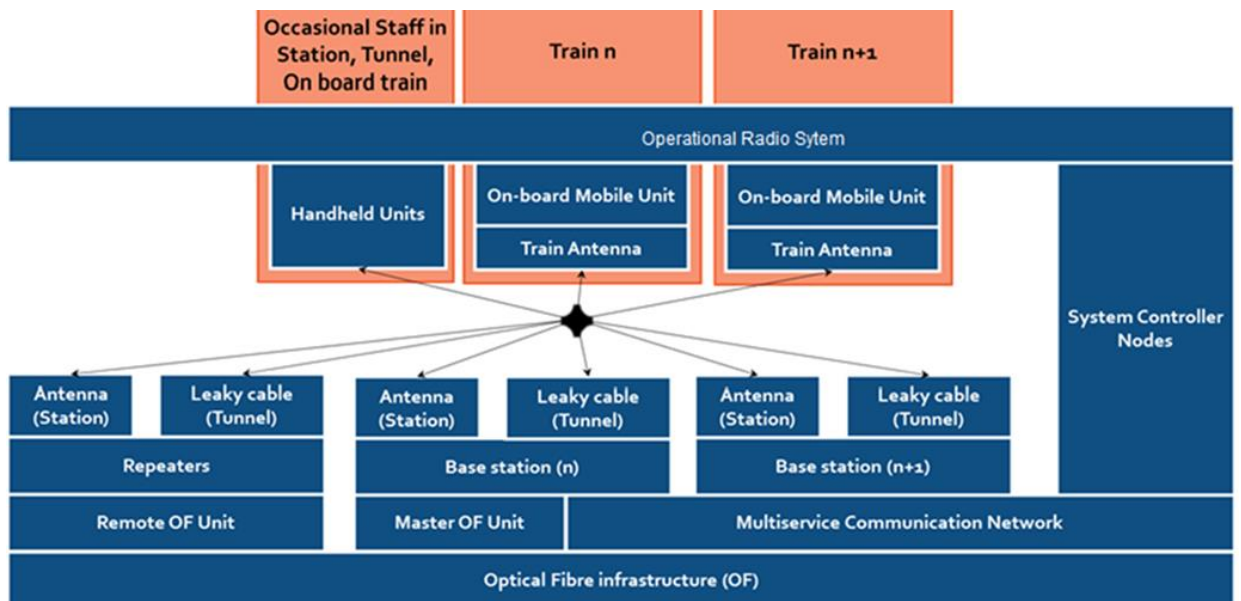 Occasional Staff in
Station, Tunnel,
On board train
Train n
Train n+1
Operational Radio Sytem
Handheld Units
On-board Mobile Unit
Train Antenna
On-board Mobile Unit
Train Antenna
System Controller
Nodes
Antenna
(Station)
Leaky cable
(Tunnel)
Antenna
(Station)
Leaky cable
(Tunnel)
Antenna
(Station)
Leaky cable
(Tunnel)
Repeaters
Base station (n)
Base station (n+1)
Remote OF Unit
Master OF Unit
Multiservice Communication Network
Optical Fibre infrastructure (OF)